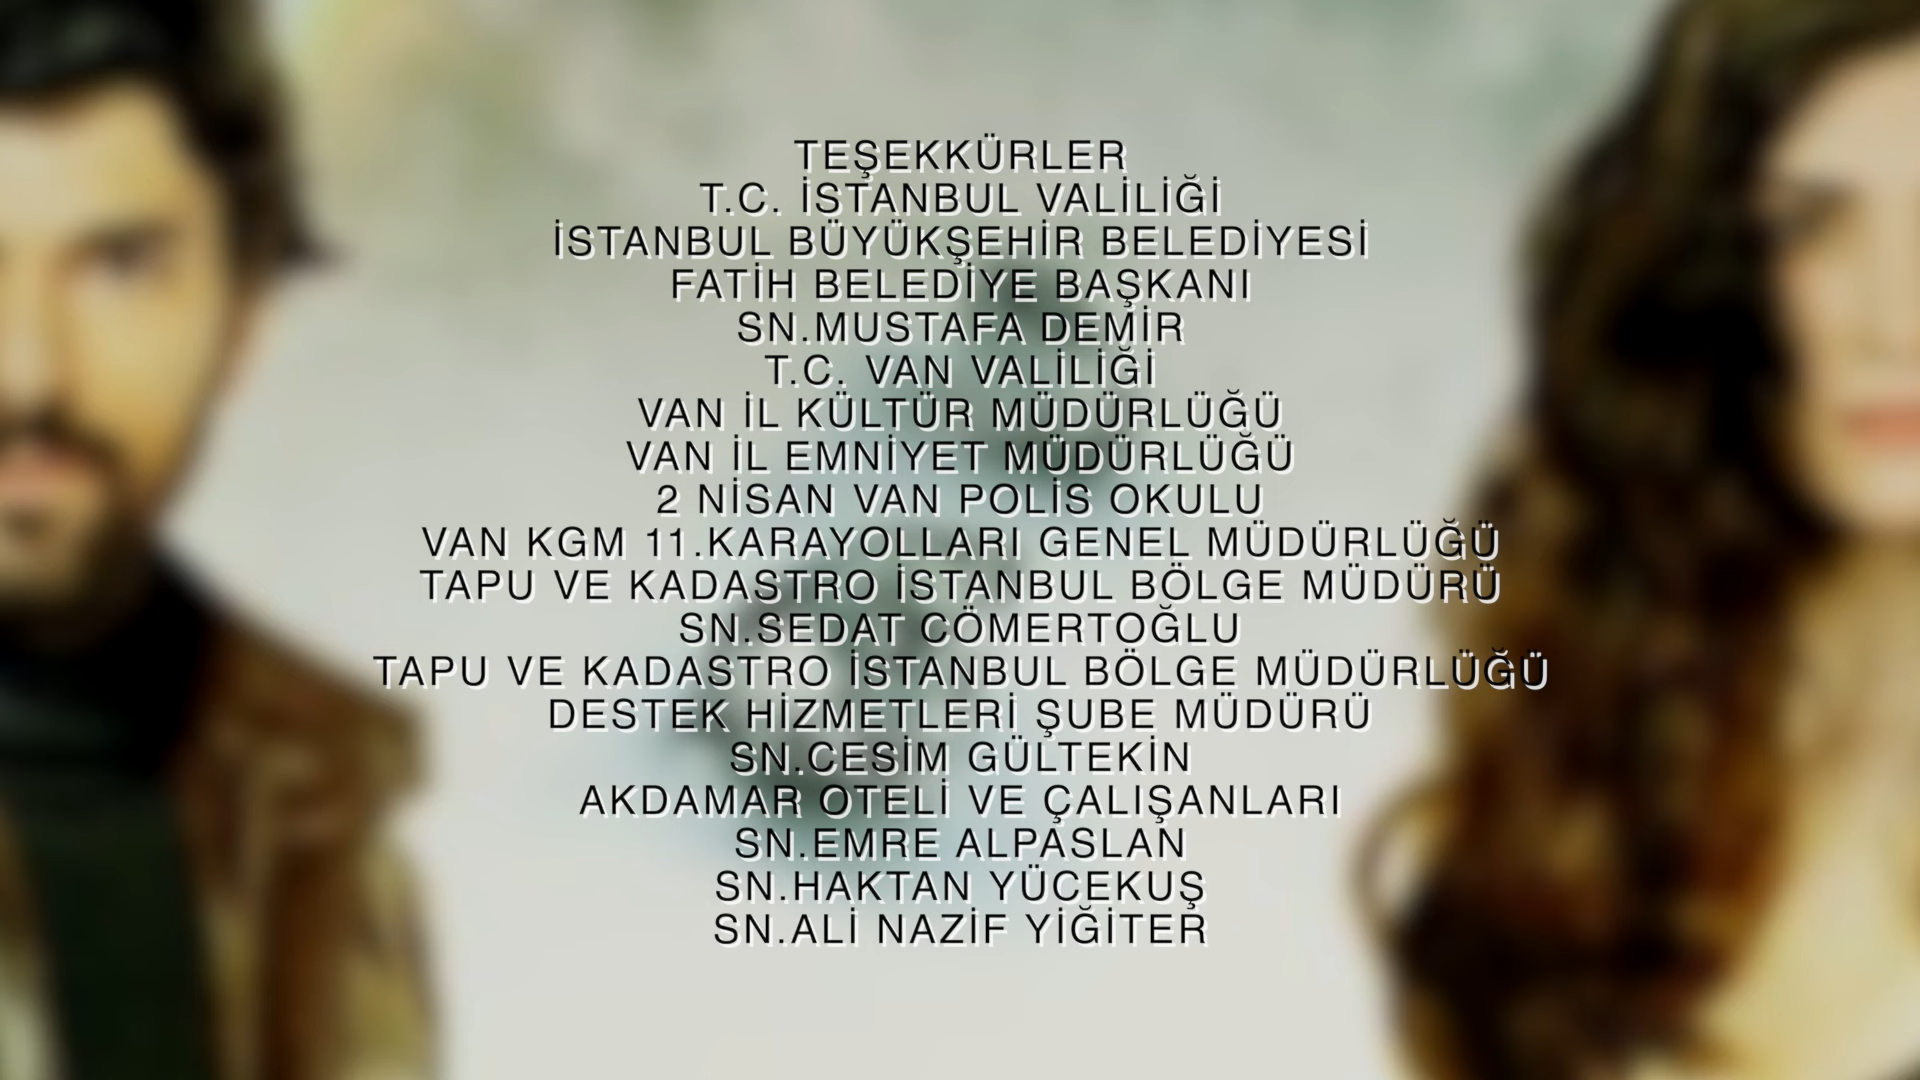 TEŞEKKÜRLER
T.C. İSTANBUL VALİLİĞİ
İSTANBUL BÜYÜKŞEHİR BELEDİYESİ
FATİH BELEDİYE BAŞKANI
SN.MUSTAFA DEMİR
T.C. VAN VALİLİĞİ
VAN İL KÜLTÜR MÜDÜRLÜĞÜ
VAN İL EMNİYET MÜDÜRLÜĞÜ
2 NİSAN VAN POLİS OKULU
VAN KGM 11.KARAYOLLARI GENEL MÜDÜRLÜĞÜ
TAPU VE KADASTRO İSTANBUL BÖLGE MÜDÜRÜ
SN.SEDAT CÖMERTOĞLU
TAPU VE KADASTRO İSTANBUL BÖLGE MÜDÜRLÜĞÜ
DESTEK HİZMETLERİ ŞUBE MÜDÜRÜ
SN.CESİM GÜLTEKİN
AKDAMAR OTELİ VE ÇALIŞANLARI
SN.EMRE ALPASLAN
SN.HAKTAN YÜCEKUŞ
SN.ALİ NAZİF YİĞİTER